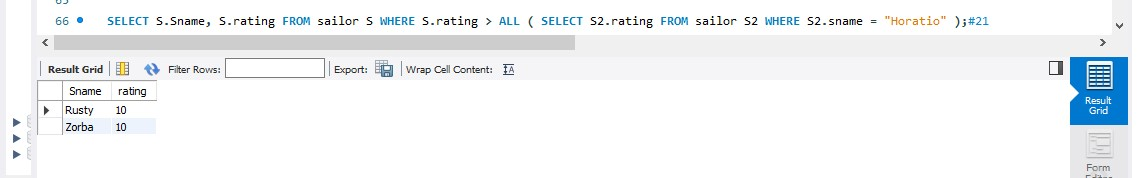 65
66 SELECT S.Sname, S.rating FROM sailor S WHERE S.rating > ALL ( SELECT S2.rating FROM sailor S2 WHERE S2.sname = "Horatio" );#21
Result Grid Filter Rows: Export: Wrap Cell Content: IA
Sname rating
Rusty 10
Zorba 10
Result
Grid
Form